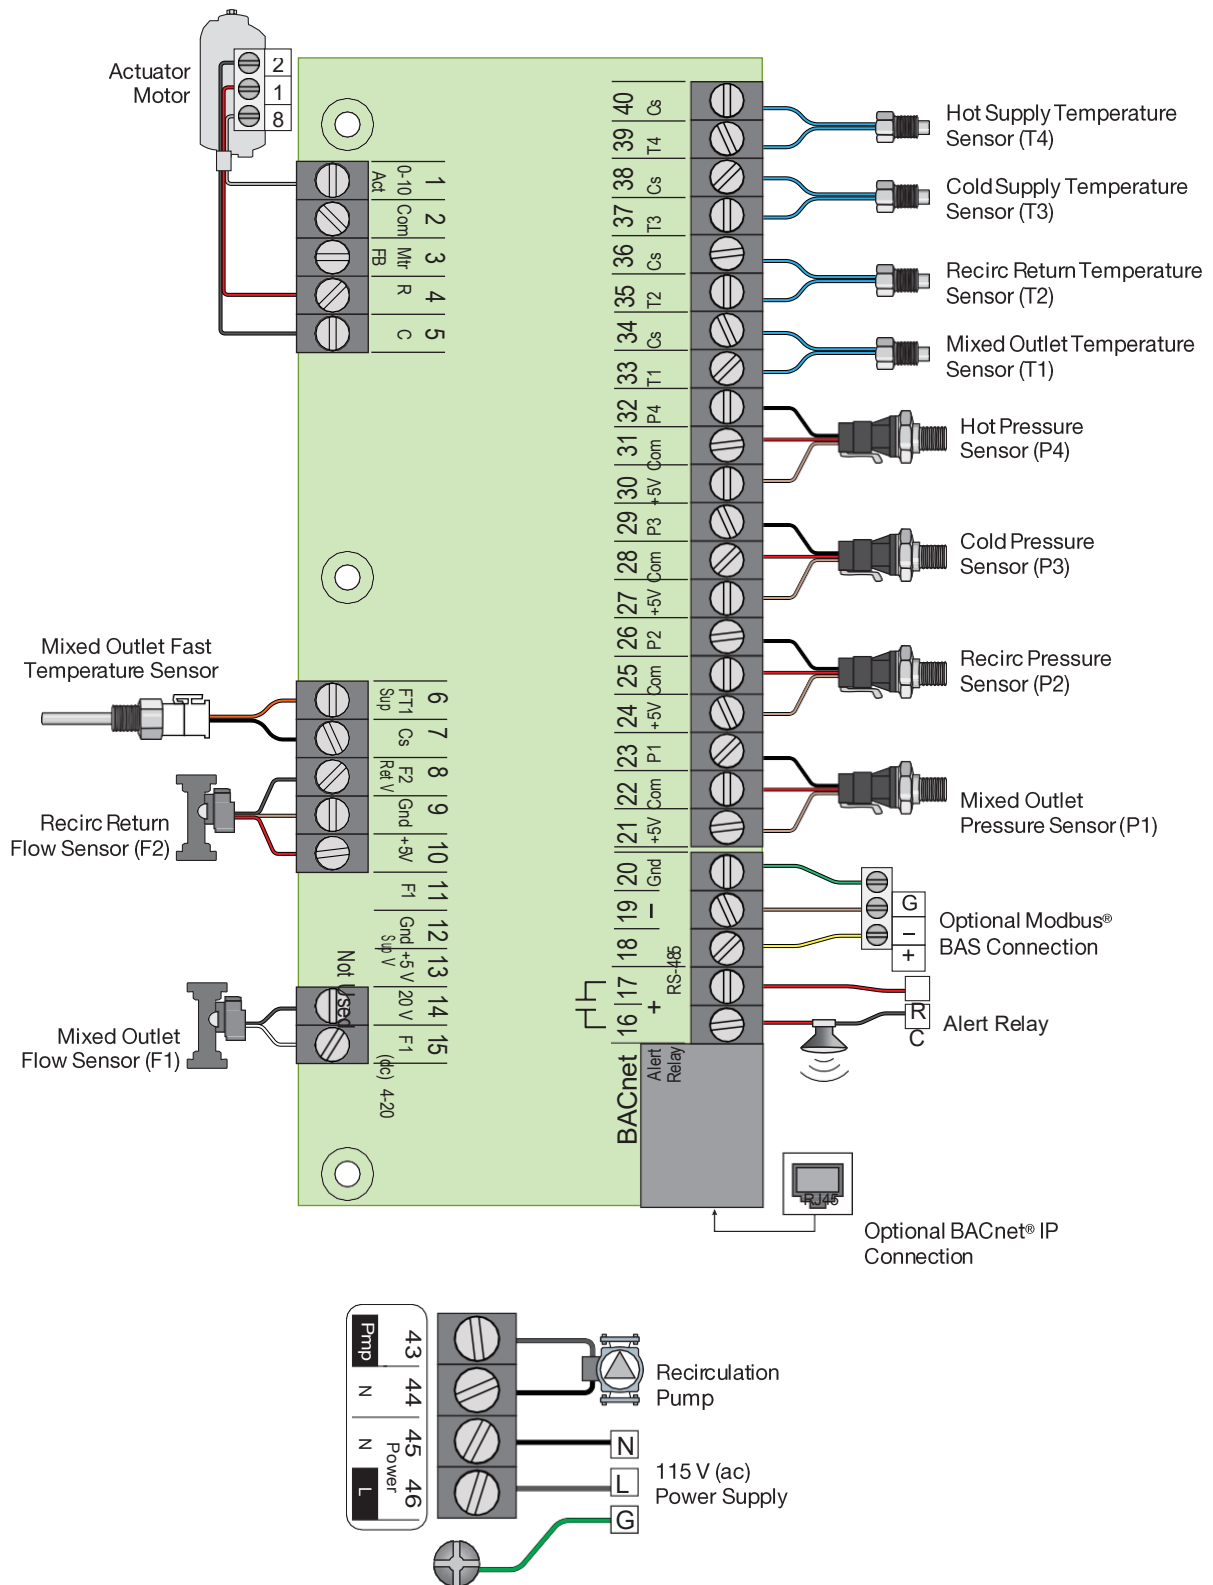 Actuator
Motor
2
1
8
1
0-10
Act
2
Com
3
Mtr
FB
4
R
5
C
40
Cs
39
T4
38
Cs
37
T3
36
Cs
35
T2
34
Cs
33
T1
32
P4
31
Com
30
+5V
29
P3
28
Com
27
+5V
26
P2
25
Com
24
+5V
23
P1
22
Com
21
+5V
20
Gnd
19
–
18
RS-485
17
+
16
Alert
Relay
BACnet
Hot Supply Temperature
Sensor (T4)
Cold Supply Temperature
Sensor (T3)
Recirc Return Temperature
Sensor (T2)
Mixed Outlet Temperature
Sensor (T1)
Hot Pressure
Sensor (P4)
Cold Pressure
Sensor (P3)
Recirc Pressure
Sensor (P2)
Mixed Outlet
Pressure Sensor (P1)
G
–
+
Optional Modbus®
BAS Connection
R
C
Alert Relay
RJ45
Optional BACnet® IP
Connection
Mixed Outlet Fast
Temperature Sensor
Recirc Return
Flow Sensor (F2)
Mixed Outlet
Flow Sensor (F1)
6
FT1
Sup
7
Cs
8
F2
Ret V
9
Gnd
10
+5V
11
F1
12
Gnd
Sup V
13
+5 V
14
20 V
15
F1
(dc) 4-20
Not Used
43
Pmp
44
N
45
N
Power
46
L
Recirculation
Pump
N
L
G
115 V (ac)
Power Supply